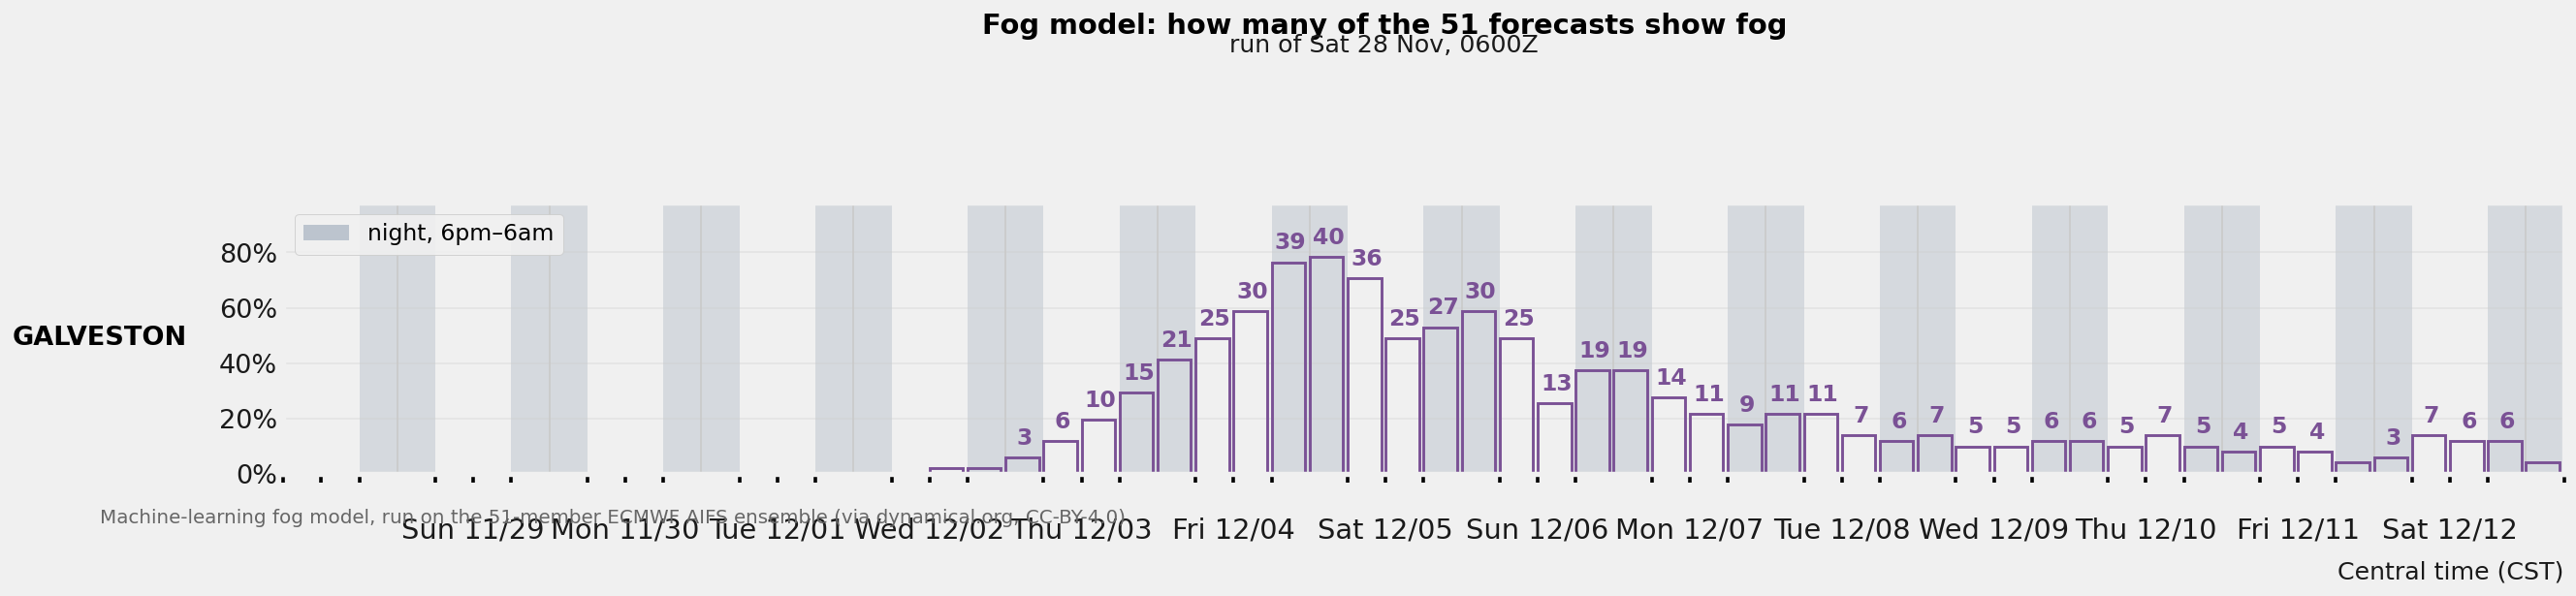 Fog model: how many of the 51 forecasts show fog
run of Sat 28 Nov, 0600Z
night, 6pm–6am
80%
60%
40%
20%
0%
GALVESTON
3 6 10 15 21 25 30 39 40 36 25 27 30 25 13 19 19 14 11 9 11 11 7 6 7 5 5 6 6 5 7 5 4 5 4 3 7 6 6
Machine-learning fog model, run on the 51-member ECMWF AIFS ensemble (via dynamical.org, CC-BY-4.0)
Sun 11/29 Mon 11/30 Tue 12/01 Wed 12/02 Thu 12/03 Fri 12/04 Sat 12/05 Sun 12/06 Mon 12/07 Tue 12/08 Wed 12/09 Thu 12/10 Fri 12/11 Sat 12/12
Central time (CST)